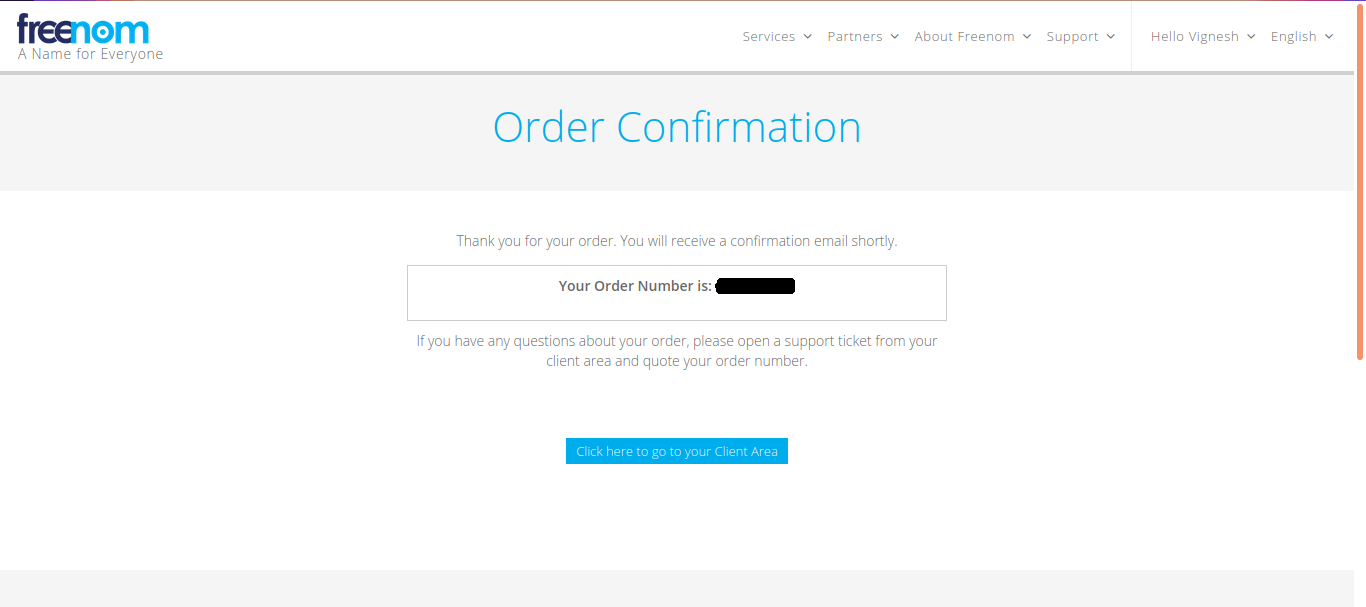 freenom
A Name for Everyone
Services Partners About Freenom Support Hello Vignesh English
Order Confirmation
Thank you for your order. You will receive a confirmation email shortly.
Your Order Number is:
If you have any questions about your order, please open a support ticket from your
client area and quote your order number.
Click here to go to your Client Area